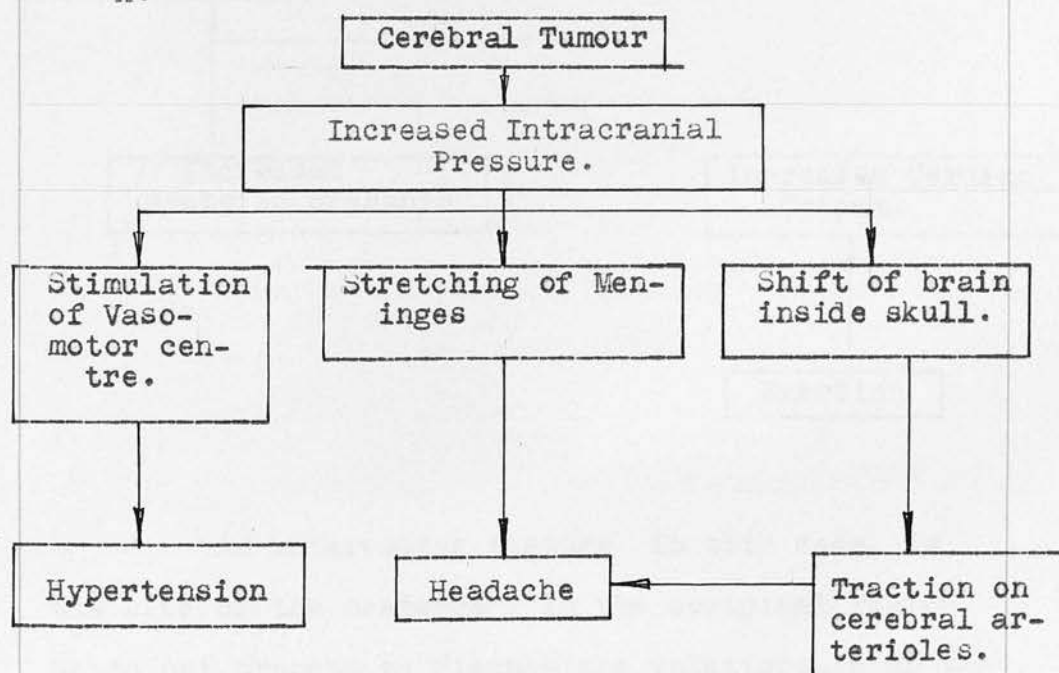 Cerebral Tumour
Increased Intracranial
Pressure.
Stimulation
of Vaso-
motor cen-
tre.
Stretching of Men-
inges
Shift of brain
inside skull.
Hypertension
Headache
Traction on
cerebral ar-
terioles.